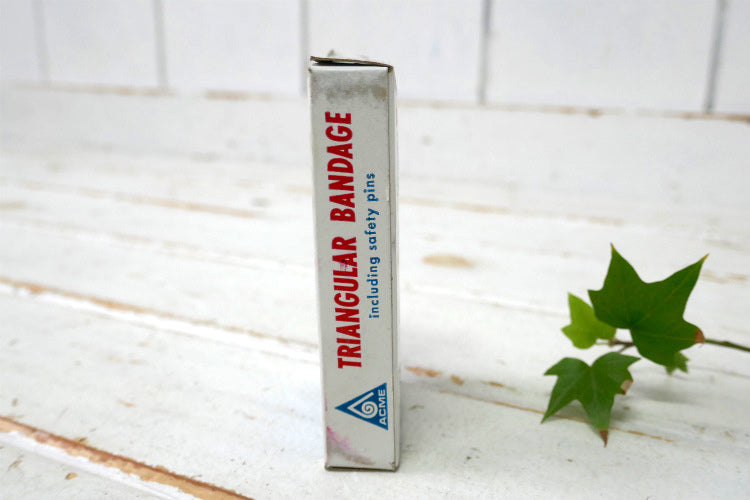 TRIANGULAR BANDAGE
including safety pins
ACME